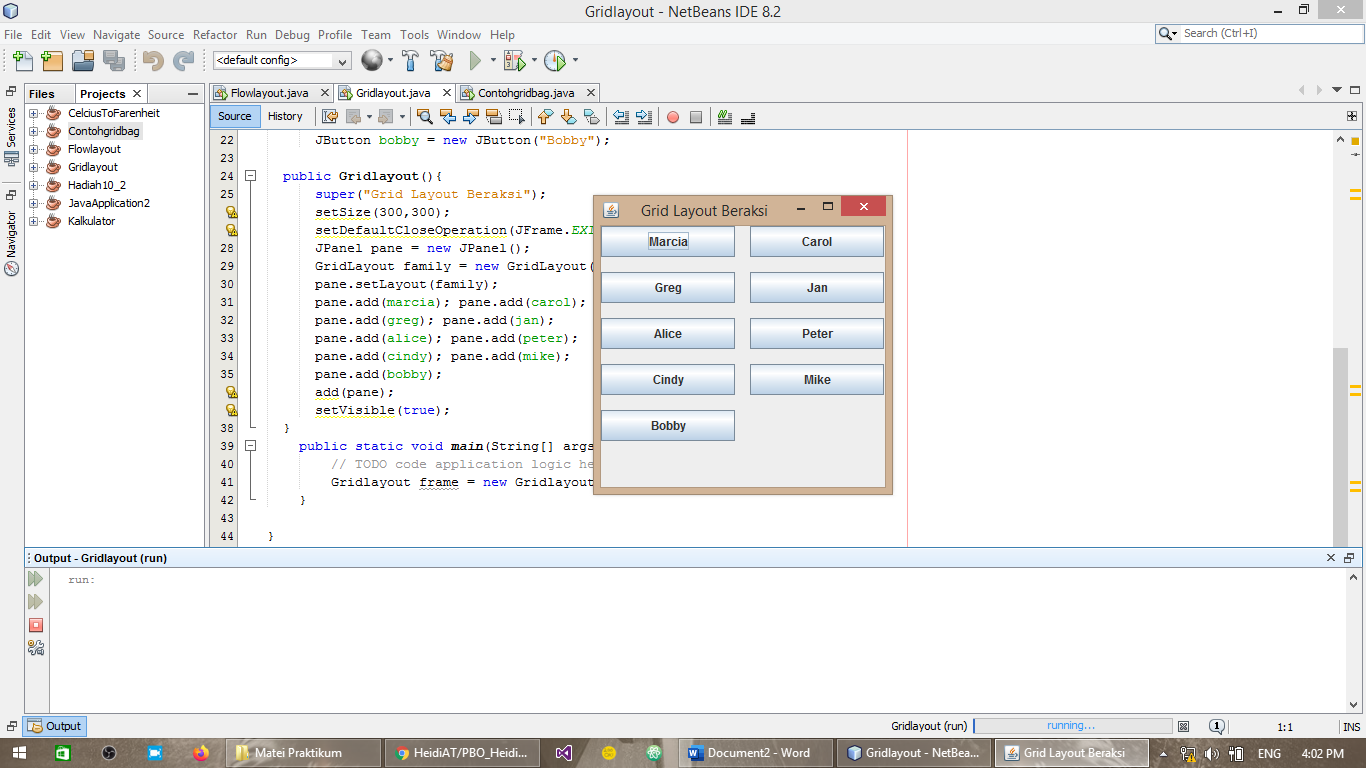 Gridlayout - NetBeans IDE 8.2
File Edit View Navigate Source Refactor Run Debug Profile Team Tools Window Help
Search (Ctrl+I)
<default config>
Files Projects
Services
Navigator
CelciusToFarenheit
Contohgridbag
Flowlayout
Gridlayout
Hadiah10_2
JavaApplication2
Kalkulator
Flowlayout.java Gridlayout.java Contohgridbag.java
Source History
22 JButton bobby = new JButton("Bobby");
23
24 public Gridlayout(){
25 super("Grid Layout Beraksi");
setSize(300,300);
setDefaultCloseOperation(JFrame.EXI
28 JPanel pane = new JPanel();
29 GridLayout family = new GridLayout(
30 pane.setLayout(family);
31 pane.add(marcia); pane.add(carol);
32 pane.add(greg); pane.add(jan);
33 pane.add(alice); pane.add(peter);
34 pane.add(cindy); pane.add(mike);
35 pane.add(bobby);
add(pane);
setVisible(true);
38 }
39 public static void main(String[] args
40 // TODO code application logic he
41 Gridlayout frame = new Gridlayout
42 }
43
44 }
Grid Layout Beraksi
Marcia Carol
Greg Jan
Alice Peter
Cindy Mike
Bobby
Output - Gridlayout (run)
run:
Output
Gridlayout (run) running... 1 1:1 INS
Matei Praktikum
HeidiAT/PBO_Heidi...
Document2 - Word
Gridlayout - NetBea...
Grid Layout Beraksi
ENG 4:02 PM